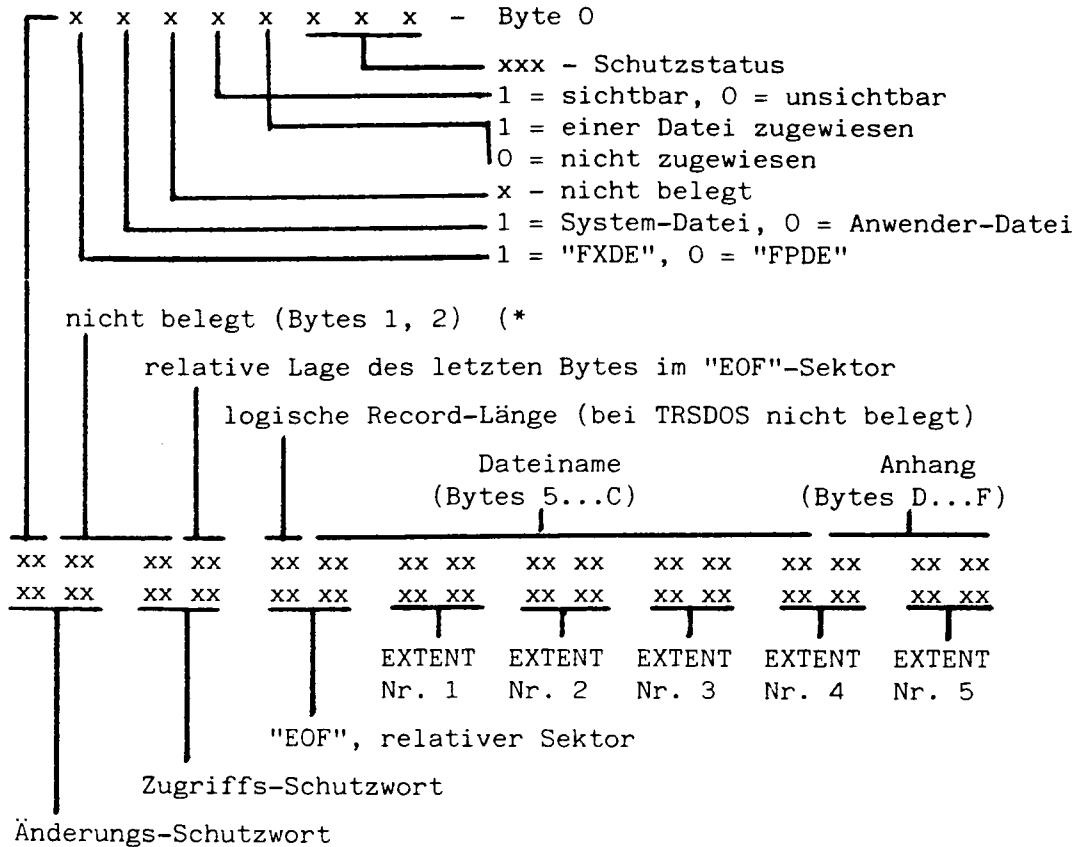 x x x x x x x x - Byte 0
xxx - Schutzstatus
1 = sichtbar, 0 = unsichtbar
1 = einer Datei zugewiesen
0 = nicht zugewiesen
x - nicht belegt
1 = System-Datei, 0 = Anwender-Datei
1 = "FXDE", 0 = "FPDE"
nicht belegt (Bytes 1, 2) (*
relative Lage des letzten Bytes im "EOF"-Sektor
logische Record-Länge (bei TRSDOS nicht belegt)
Dateiname Anhang
(Bytes 5...C) (Bytes D...F)
xx xx xx xx xx xx xx xx xx xx xx xx xx xx xx xx
xx xx xx xx xx xx xx xx xx xx xx xx xx xx xx xx
EXTENT EXTENT EXTENT EXTENT EXTENT
Nr. 1 Nr. 2 Nr. 3 Nr. 4 Nr. 5
"EOF", relativer Sektor
Zugriffs-Schutzwort
Änderungs-Schutzwort